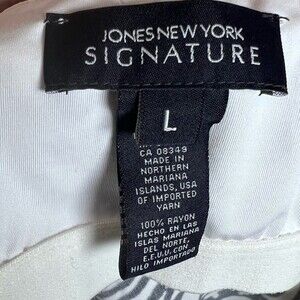 JONES NEW YORK
SIGNATURE
L
CA 08349
MADE IN
NORTHERN
MARIANA
ISLANDS, USA
OF IMPORTED
YARN
100% RAYON
HECHO EN LAS
ISLAS MARIANA
DEL NORTE,
E.E.U.U. CON
HILO IMPORTADO